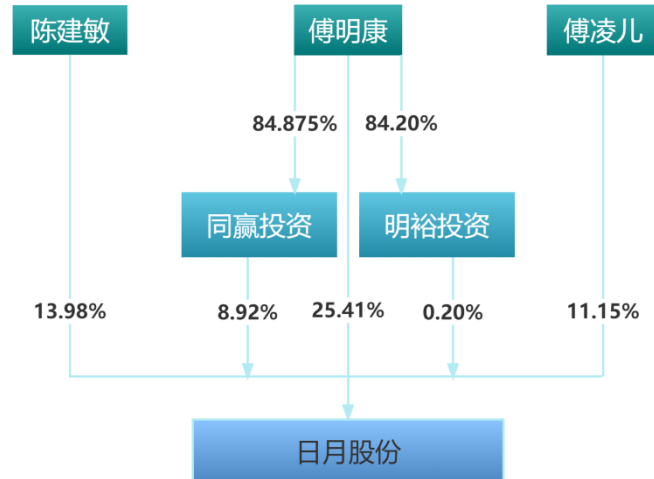 陈建敏
傅明康
傅凌儿
84.875%
84.20%
同赢投资
明裕投资
13.98%
8.92%
25.41%
0.20%
11.15%
日月股份